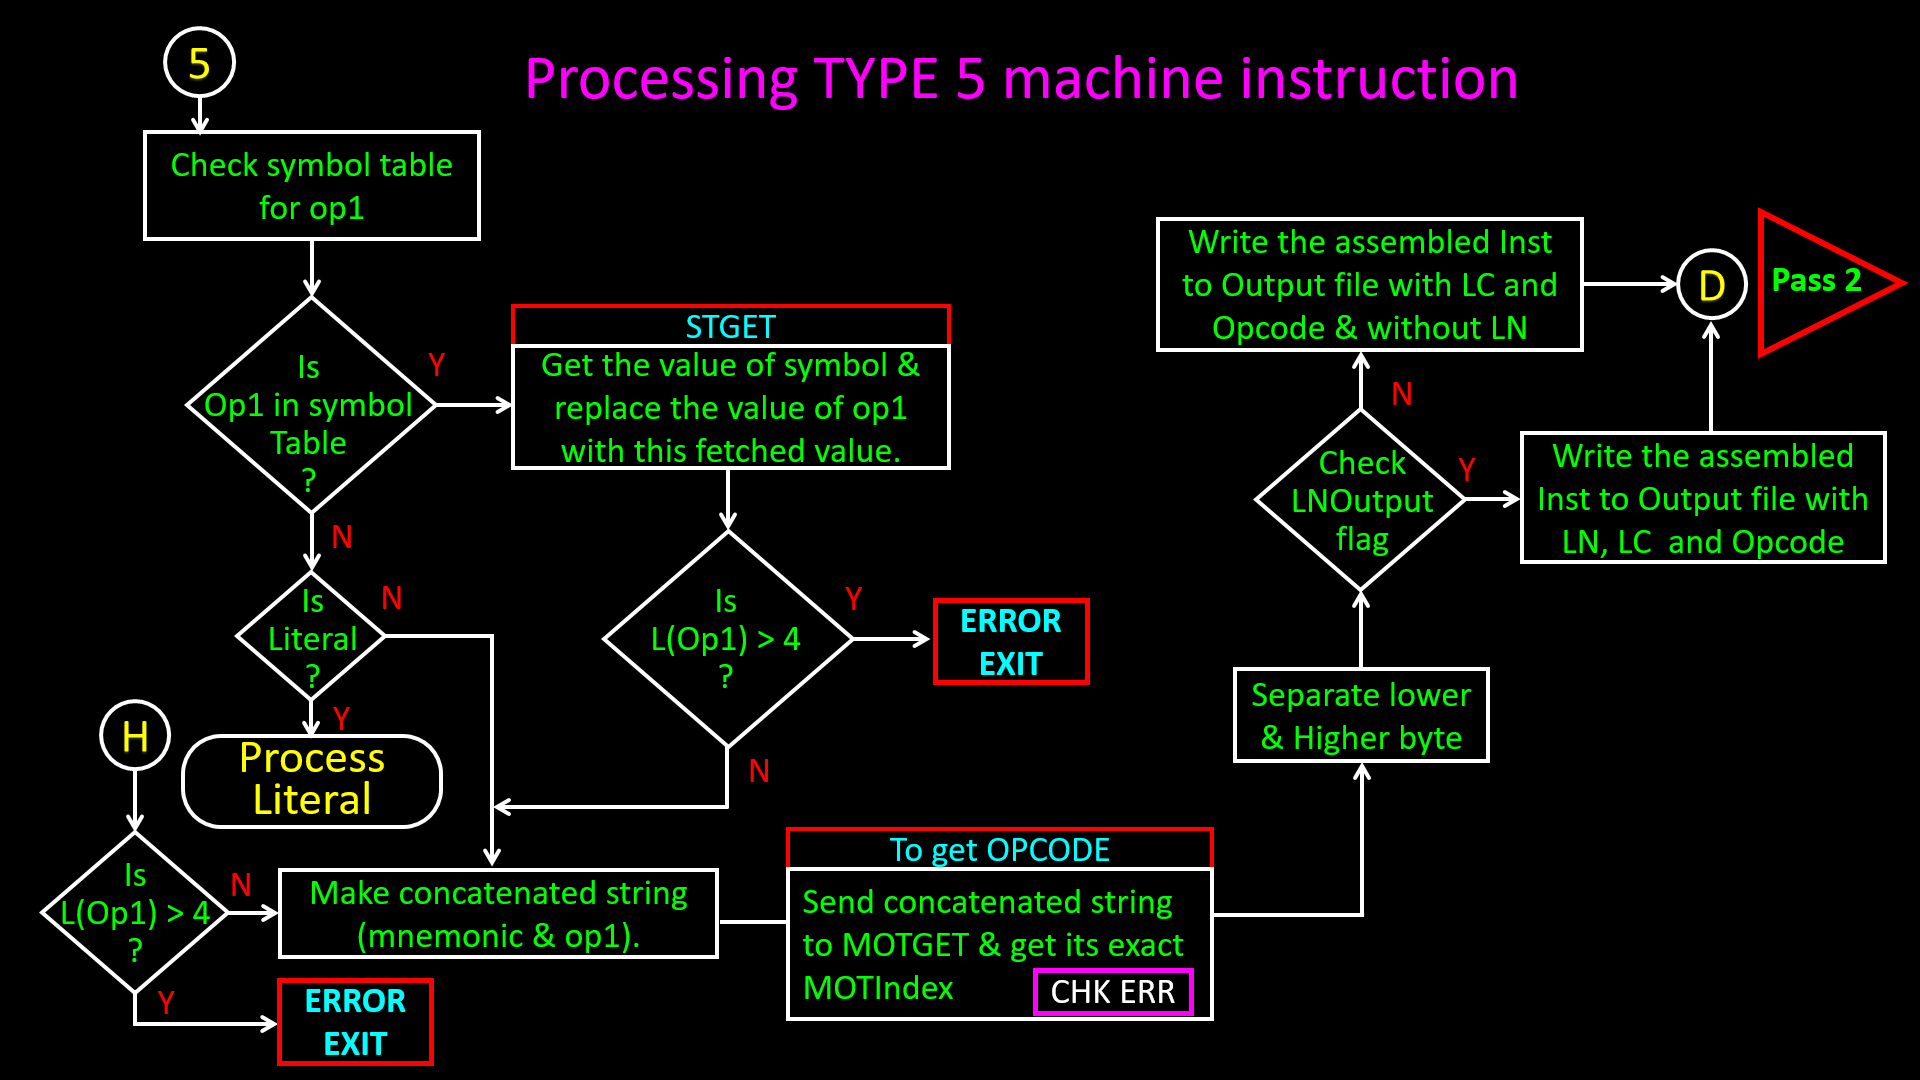 5
Processing TYPE 5 machine instruction
Check symbol table
for op1
Is
Op1 in symbol
Table
?
Y
N
STGET
Get the value of symbol &
replace the value of op1
with this fetched value.
Is
Literal
?
N
Y
Process
Literal
Is
L(Op1) > 4
?
Y
N
ERROR
EXIT
H
Is
L(Op1) > 4
?
N
Y
ERROR
EXIT
Make concatenated string
(mnemonic & op1).
To get OPCODE
Send concatenated string
to MOTGET & get its exact
MOTIndex
CHK ERR
Separate lower
& Higher byte
Check
LNOutput
flag
N
Y
Write the assembled Inst
to Output file with LC and
Opcode & without LN
Write the assembled
Inst to Output file with
LN, LC and Opcode
D
Pass 2